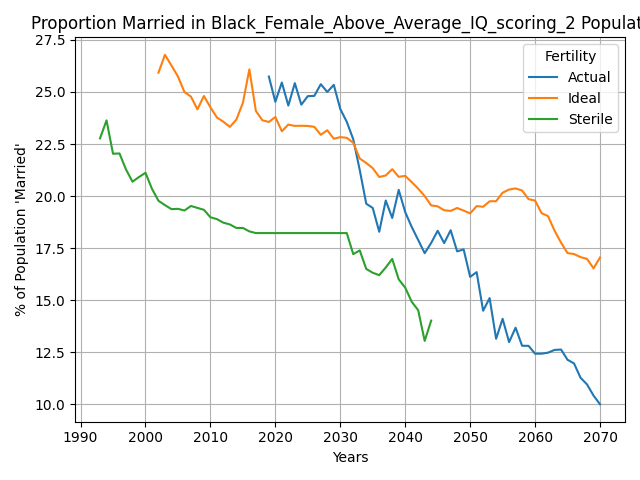 Proportion Married in Black_Female_Above_Average_IQ_scoring_2 Populat
27.5
25.0
22.5
20.0
17.5
15.0
12.5
10.0
% of Population 'Married'
Fertility
Actual
Ideal
Sterile
1990 2000 2010 2020 2030 2040 2050 2060 2070
Years